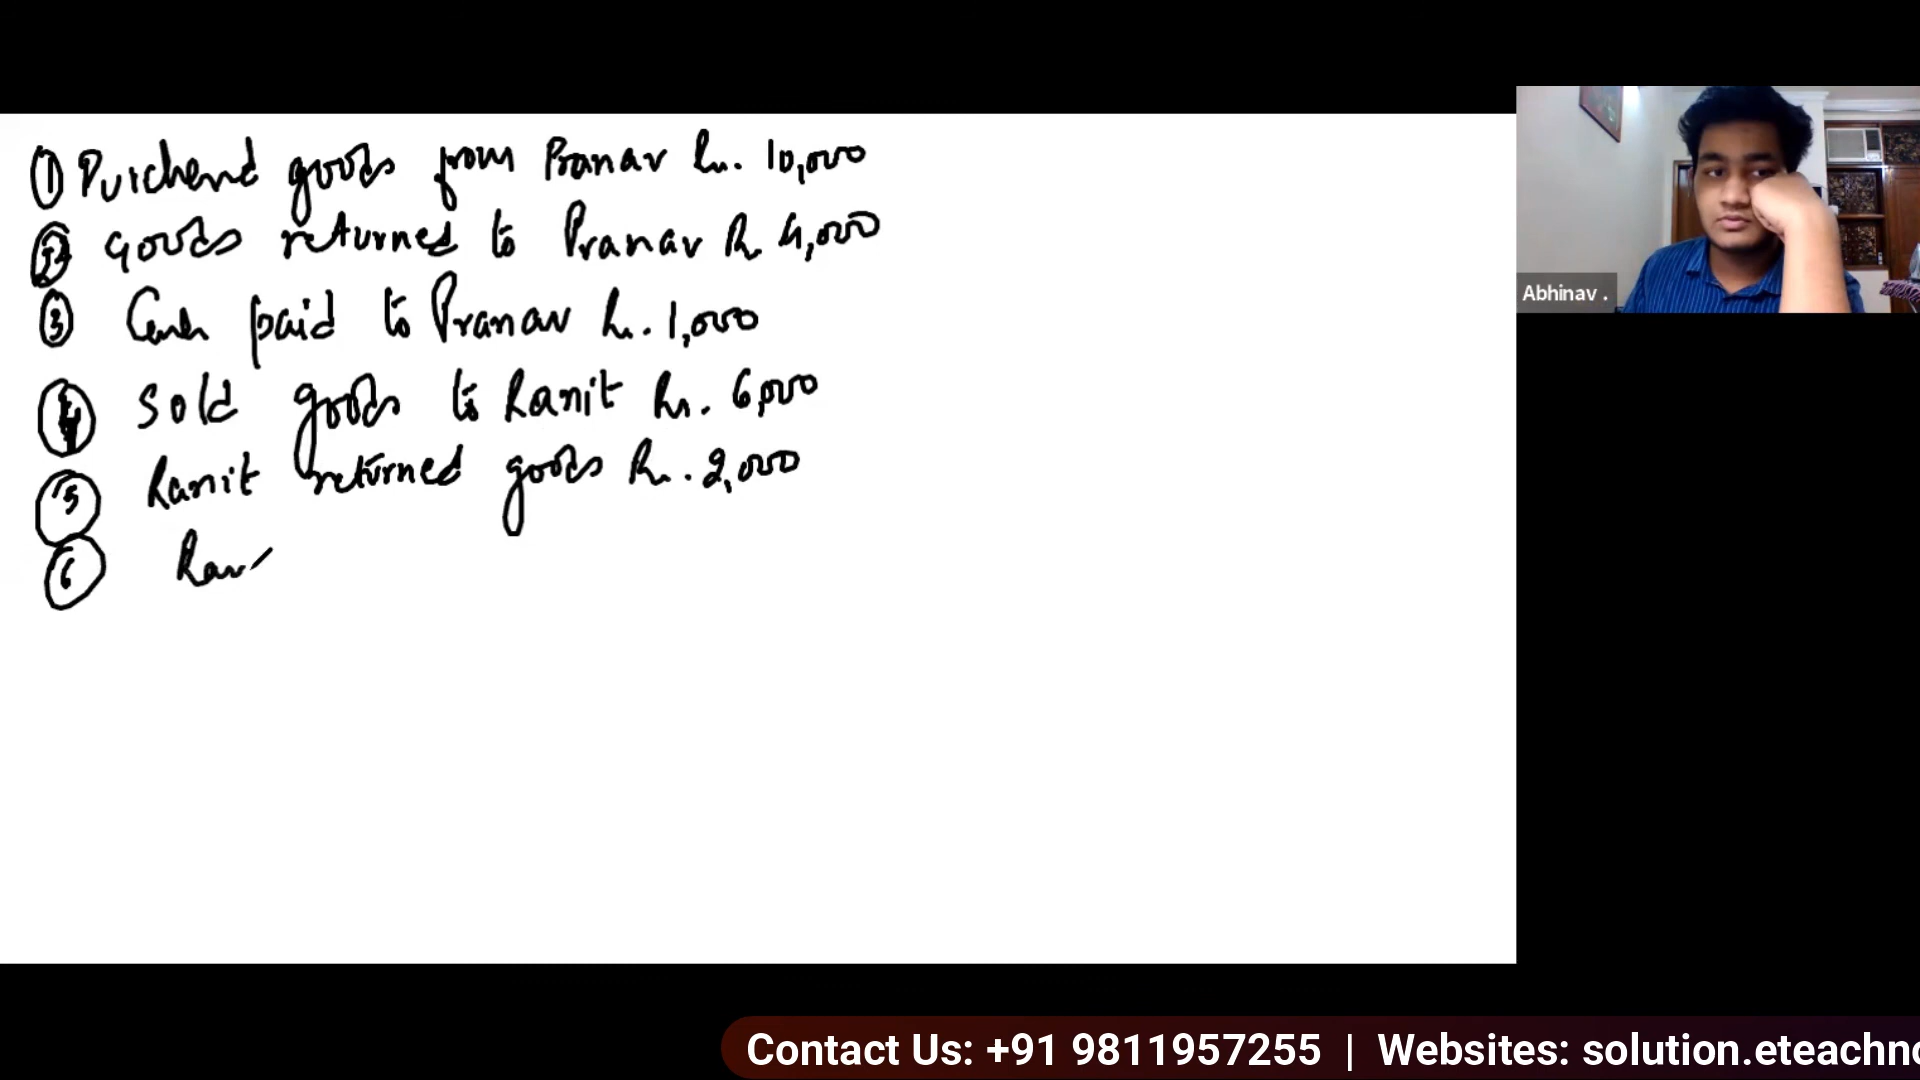 ① Purchased goods from Pranav Rs. 10,000
② Goods returned to Pranav Rs. 4,000
③ Cash paid to Pranav Rs. 1,000
④ Sold goods to Ranit Rs. 6,000
⑤ Ranit returned goods Rs. 2,000
⑥
Abhinav .
Contact Us: +91 9811957255 | Websites: solution.eteachno